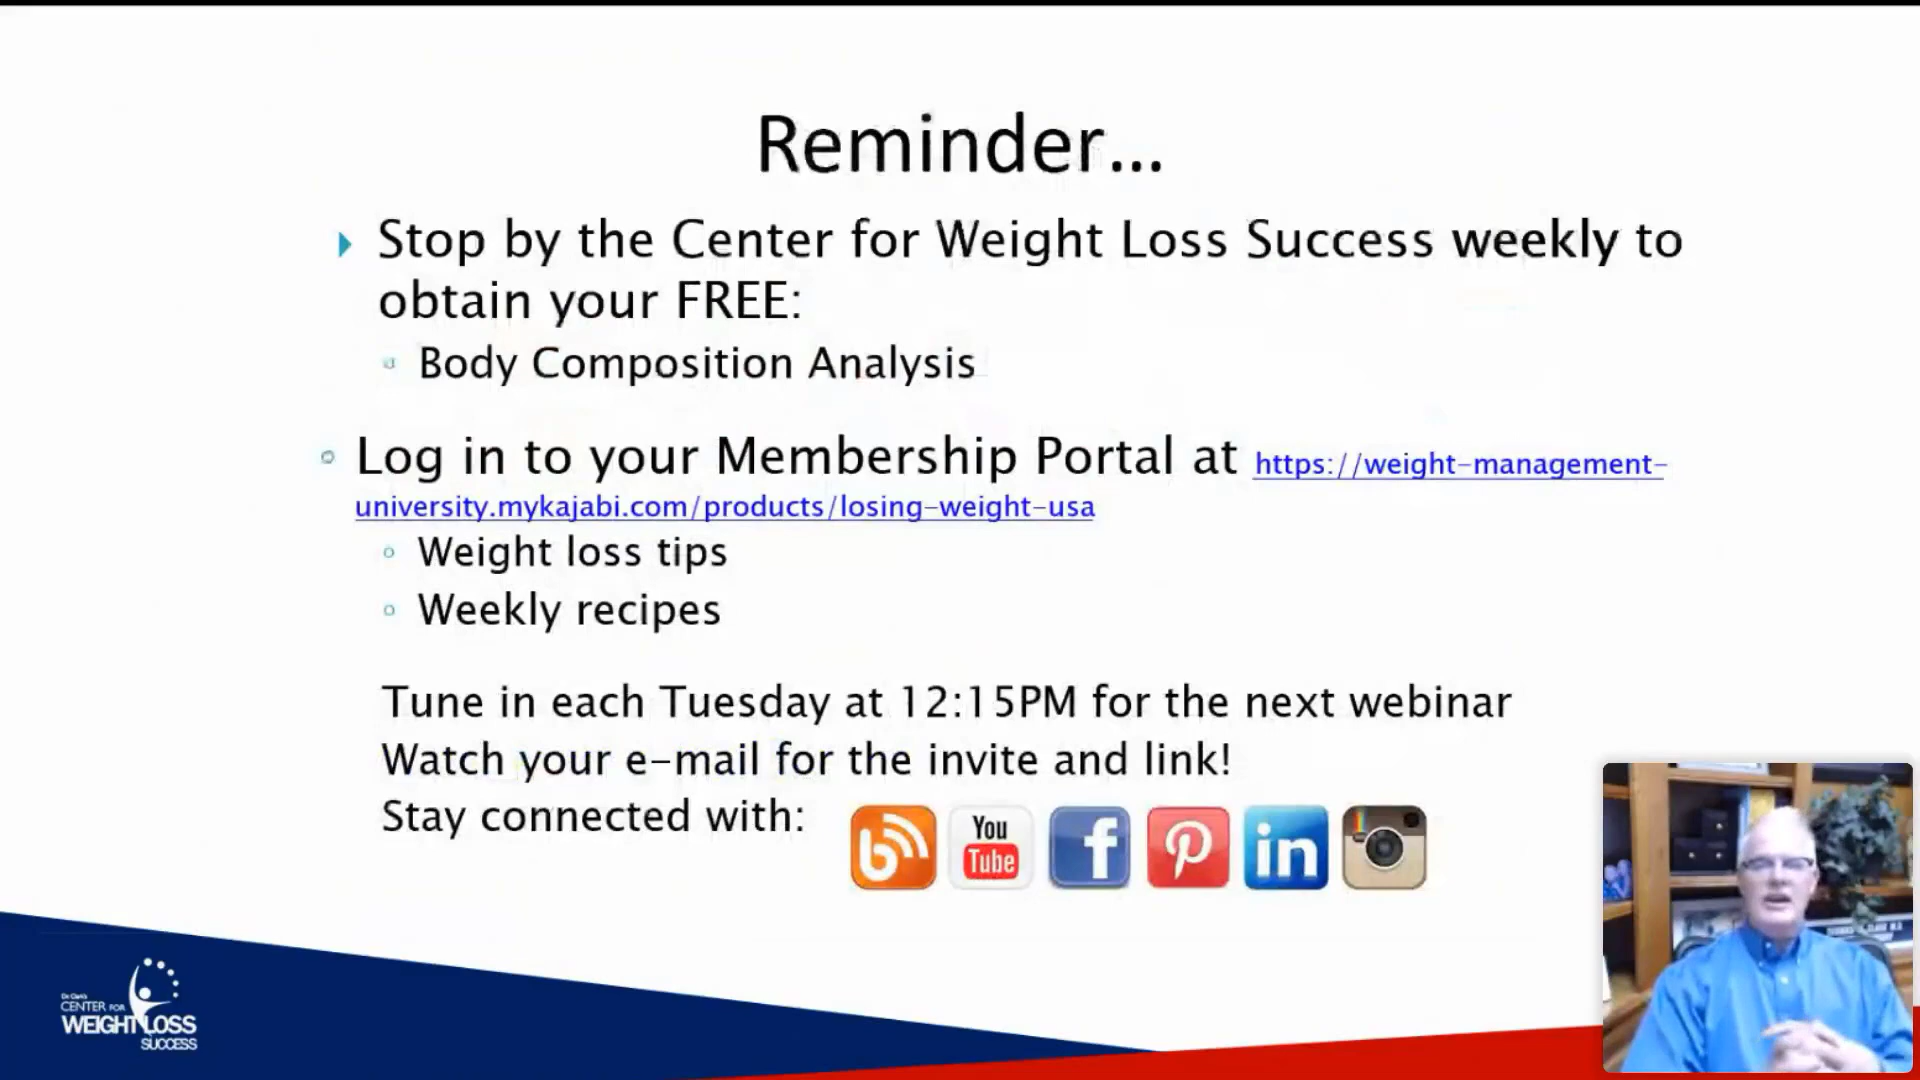 Reminder...
Stop by the Center for Weight Loss Success weekly to
obtain your FREE:
Body Composition Analysis
Log in to your Membership Portal at https://weight-management-
university.mykajabi.com/products/losing-weight-usa
Weight loss tips
Weekly recipes
Tune in each Tuesday at 12:15PM for the next webinar
Watch your e-mail for the invite and link!
Stay connected with:
You
Tube
f
in
Dr. Clark's
CENTER FOR
WEIGHT LOSS
SUCCESS